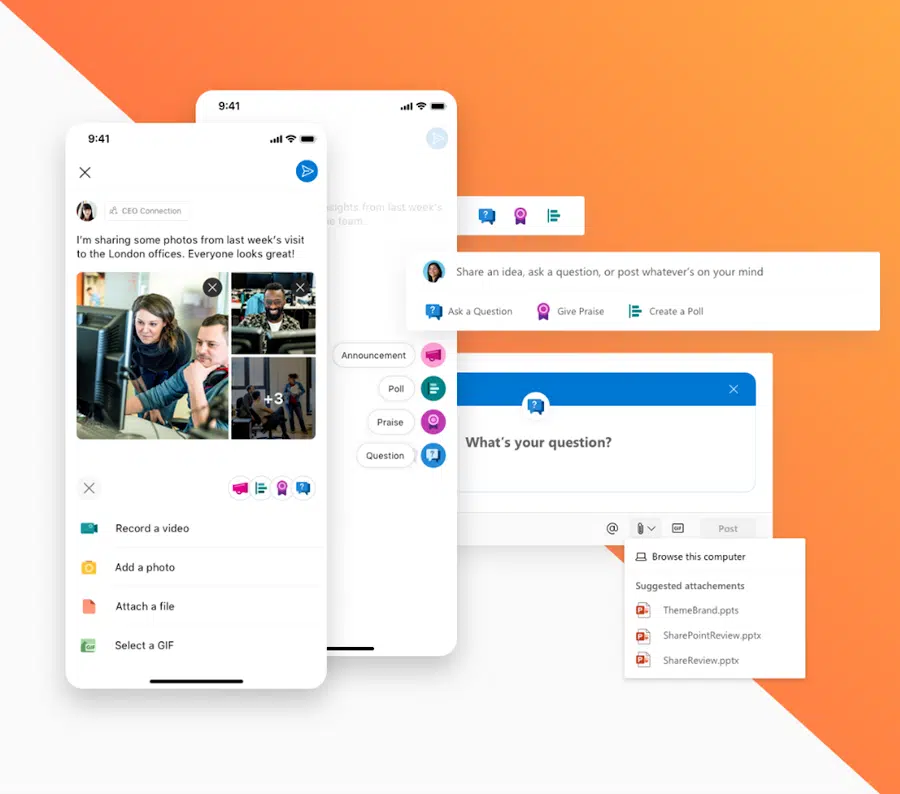 9:41
CEO Connection
I'm sharing some photos from last week's visit
to the London offices. Everyone looks great!
+3
Record a video
Add a photo
Attach a file
Select a GIF
GIF
9:41
from last week's
team.
Announcement
Poll
Praise
Question
Share an idea, ask a question, or post whatever's on your mind
Ask a Question
Give Praise
Create a Poll
What's your question?
@
GIF
Post
Browse this computer
Suggested attachements
ThemeBrand.ppts
SharePointReview.pptx
ShareReview.pptx